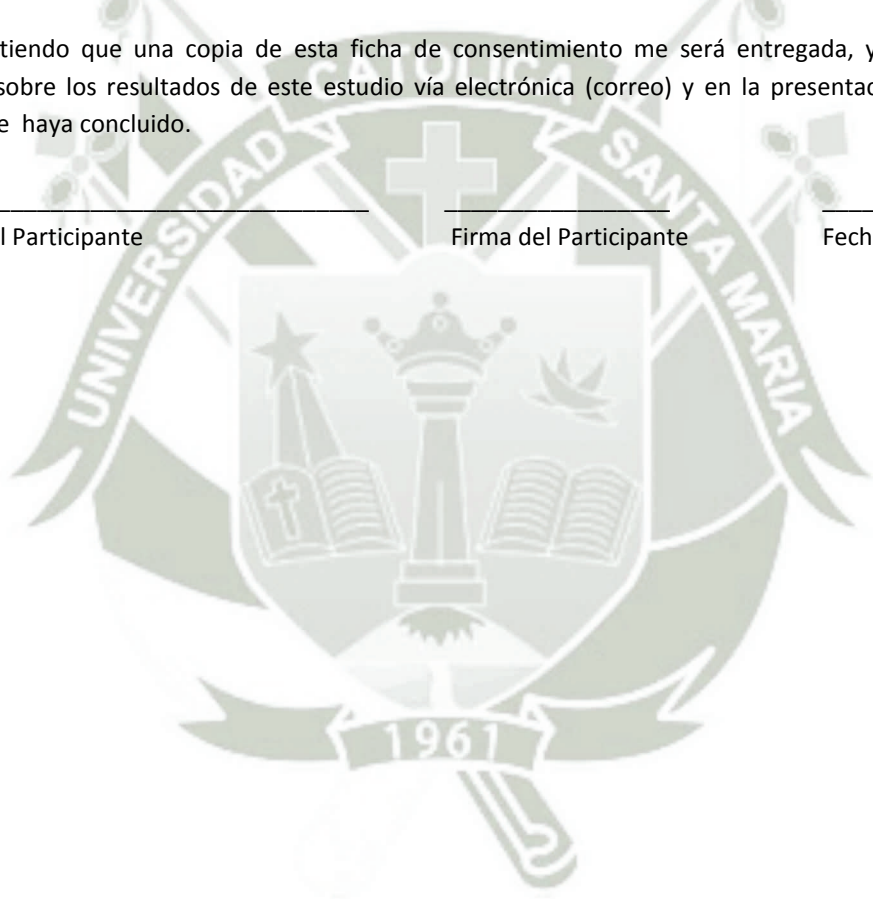 tiendo que una copia de esta ficha de consentimiento me será entregada, y
sobre los resultados de este estudio vía electrónica (correo) y en la presentac
e haya concluido.
l Participante Firma del Participante Fech
UNIVERSIDAD CATOLICA SANTA MARIA
1961